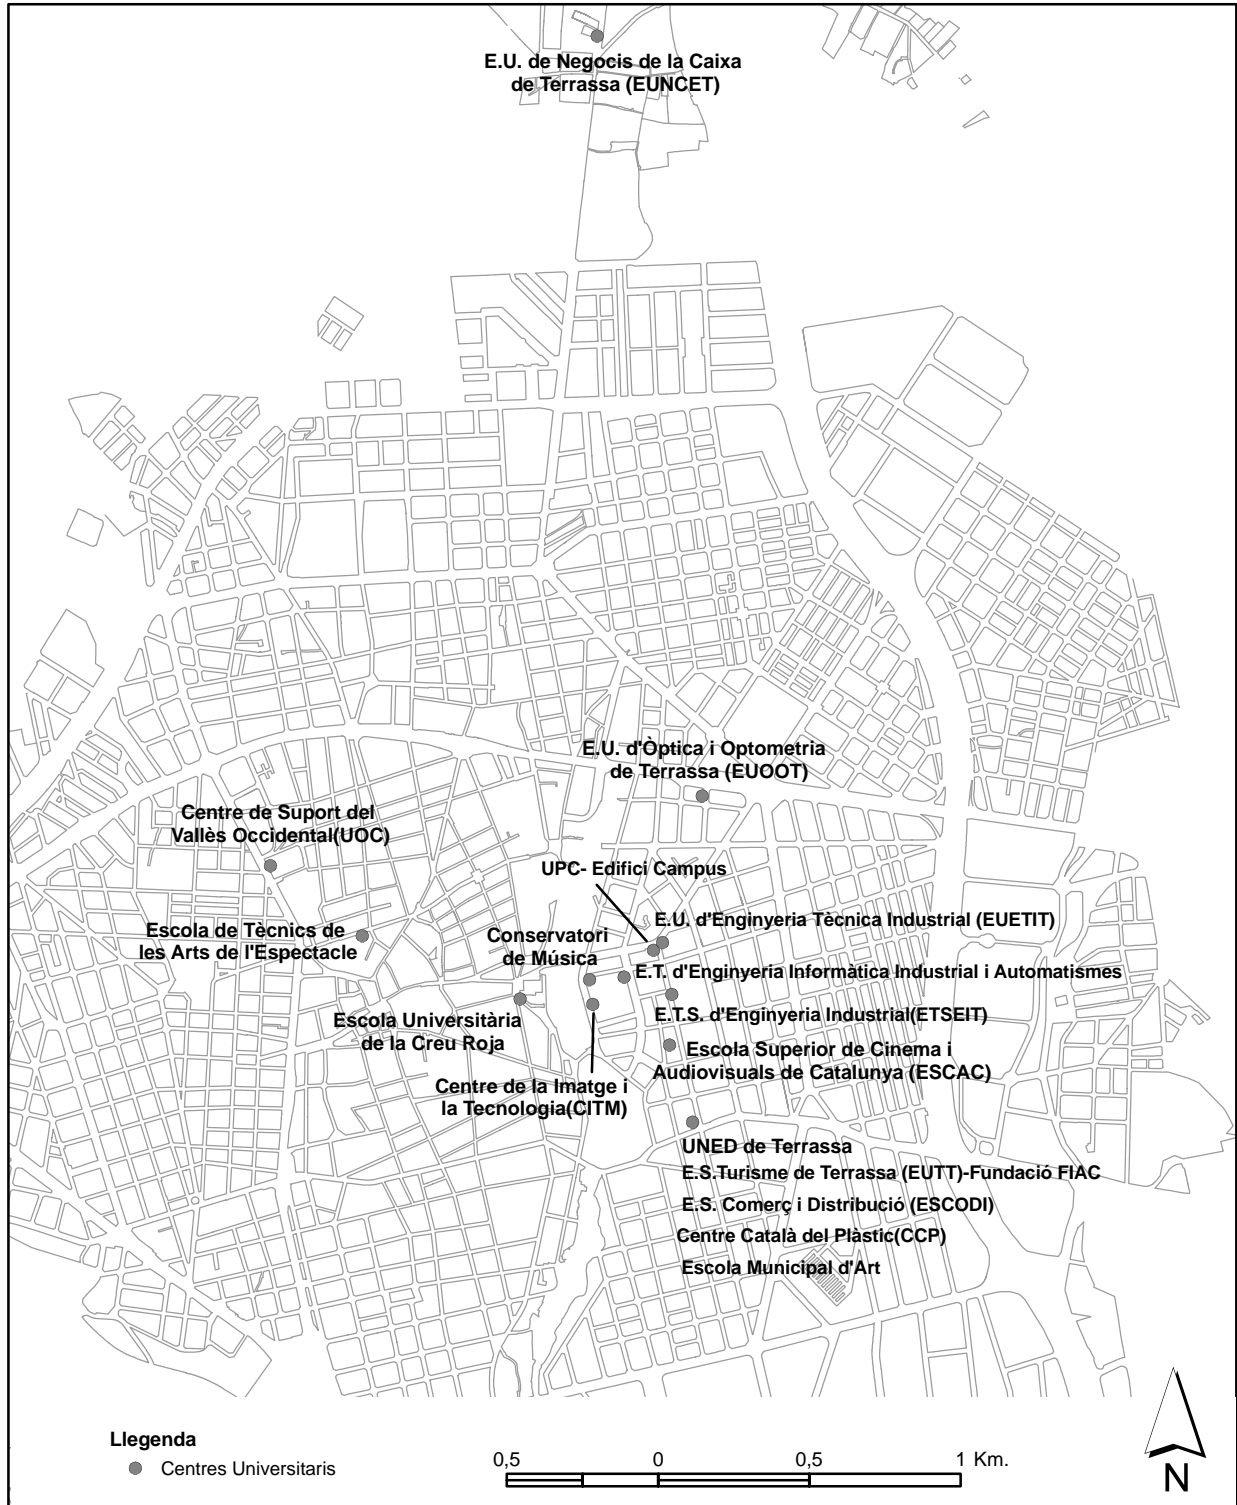 E.U. de Negocis de la Caixa
de Terrassa (EUNCET)
E.U. d'Òptica i Optometria
de Terrassa (EUOOT)
Centre de Suport del
Vallès Occidental(UOC)
UPC- Edifici Campus
E.U. d'Enginyeria Tècnica Industrial (EUETIT)
Escola de Tècnics de
les Arts de l'Espectacle
Conservatori
de Música
E.T. d'Enginyeria Informàtica Industrial i Automatismes
E.T.S. d'Enginyeria Industrial(ETSEIT)
Escola Universitària
de la Creu Roja
Escola Superior de Cinema i
Audiovisuals de Catalunya (ESCAC)
Centre de la Imatge i
la Tecnologia(CITM)
UNED de Terrassa
E.S.Turisme de Terrassa (EUTT)-Fundació FIAC
E.S. Comerç i Distribució (ESCODI)
Centre Català del Plàstic(CCP)
Escola Municipal d'Art
Llegenda
Centres Universitaris
0,5 0 0,5 1 Km.
N